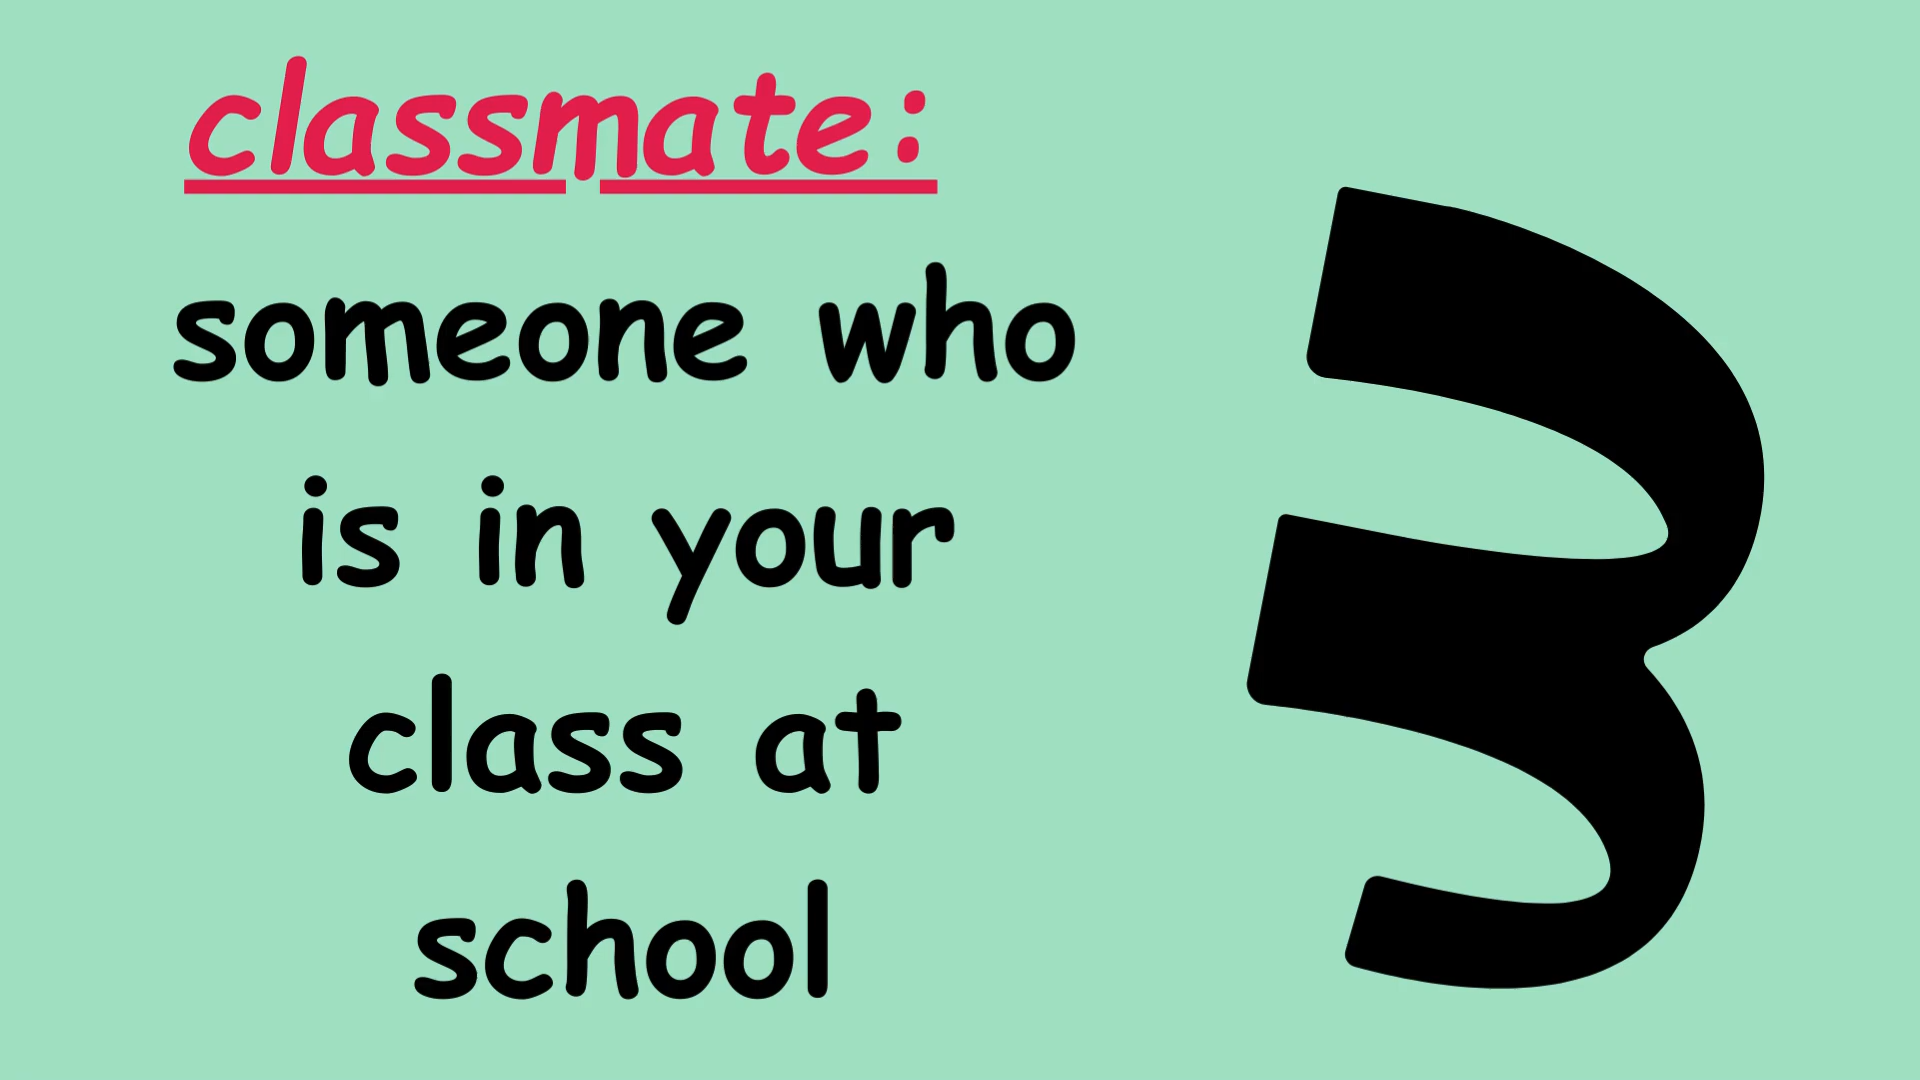 classmate:
someone who
is in your
class at
school
3